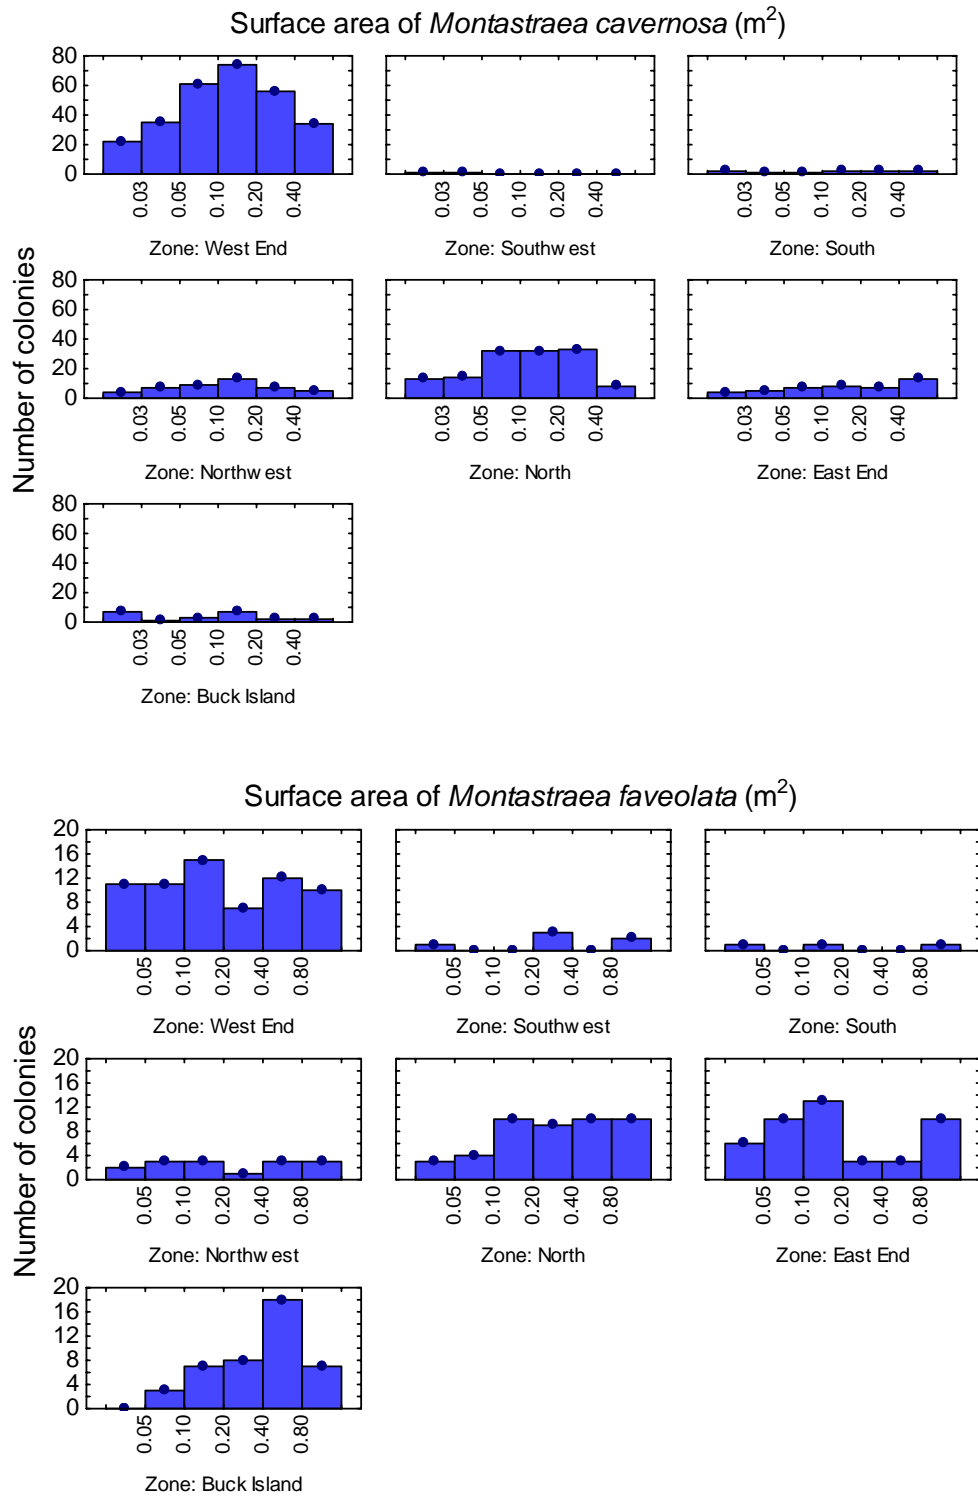 Surface area of Montastraea cavernosa (m²)
Number of colonies
80
60
40
20
0
0.03 0.05 0.10 0.20 0.40
0.03 0.05 0.10 0.20 0.40
0.03 0.05 0.10 0.20 0.40
Zone: West End
Zone: Southwest
Zone: South
80
60
40
20
0
0.03 0.05 0.10 0.20 0.40
0.03 0.05 0.10 0.20 0.40
0.03 0.05 0.10 0.20 0.40
Zone: Northwest
Zone: North
Zone: East End
80
60
40
20
0
0.03 0.05 0.10 0.20 0.40
Zone: Buck Island
Surface area of Montastraea faveolata (m²)
Number of colonies
20
16
12
8
4
0
0.05 0.10 0.20 0.40 0.80
0.05 0.10 0.20 0.40 0.80
0.05 0.10 0.20 0.40 0.80
Zone: West End
Zone: Southwest
Zone: South
20
16
12
8
4
0
0.05 0.10 0.20 0.40 0.80
0.05 0.10 0.20 0.40 0.80
0.05 0.10 0.20 0.40 0.80
Zone: Northwest
Zone: North
Zone: East End
20
16
12
8
4
0
0.05 0.10 0.20 0.40 0.80
Zone: Buck Island